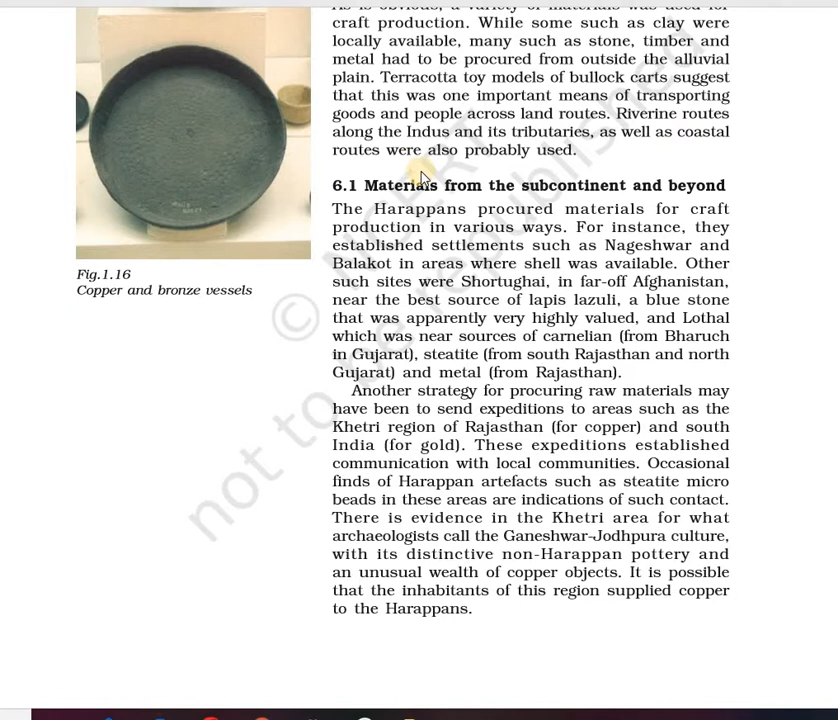 craft production. While some such as clay were
locally available, many such as stone, timber and
metal had to be procured from outside the alluvial
plain. Terracotta toy models of bullock carts suggest
that this was one important means of transporting
goods and people across land routes. Riverine routes
along the Indus and its tributaries, as well as coastal
routes were also probably used.
6.1 Materials from the subcontinent and beyond
The Harappans procured materials for craft
production in various ways. For instance, they
established settlements such as Nageshwar and
Balakot in areas where shell was available. Other
such sites were Shortughai, in far-off Afghanistan,
near the best source of lapis lazuli, a blue stone
that was apparently very highly valued, and Lothal
which was near sources of carnelian (from Bharuch
in Gujarat), steatite (from south Rajasthan and north
Gujarat) and metal (from Rajasthan).
Another strategy for procuring raw materials may
have been to send expeditions to areas such as the
Khetri region of Rajasthan (for copper) and south
India (for gold). These expeditions established
communication with local communities. Occasional
finds of Harappan artefacts such as steatite micro
beads in these areas are indications of such contact.
There is evidence in the Khetri area for what
archaeologists call the Ganeshwar-Jodhpura culture,
with its distinctive non-Harappan pottery and
an unusual wealth of copper objects. It is possible
that the inhabitants of this region supplied copper
to the Harappans.
Fig.1.16
Copper and bronze vessels
© NCERT
not to be republished